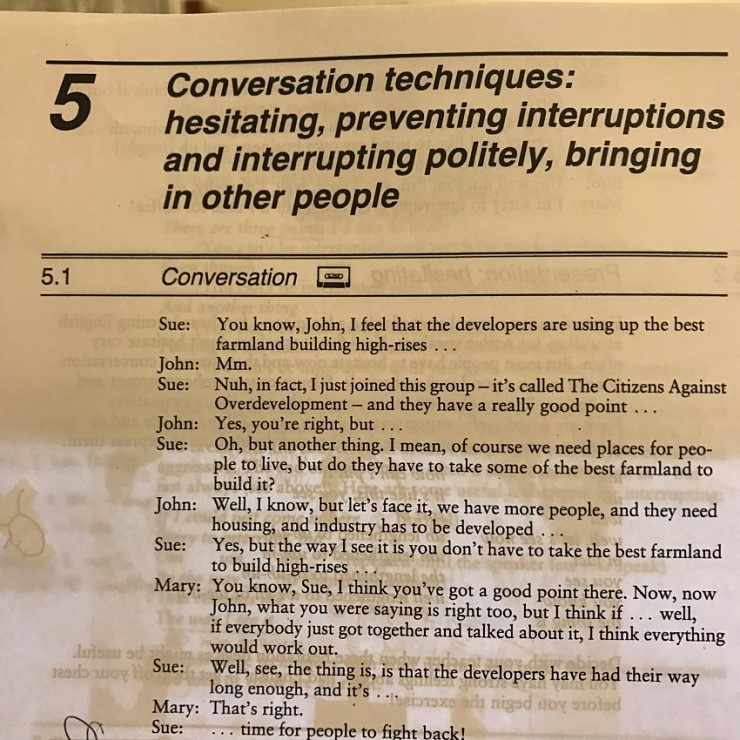 5 Conversation techniques:
hesitating, preventing interruptions
and interrupting politely, bringing
in other people
5.1 Conversation
Sue: You know, John, I feel that the developers are using up the best
farmland building high-rises ...
John: Mm.
Sue: Nuh, in fact, I just joined this group – it's called The Citizens Against
Overdevelopment – and they have a really good point ...
John: Yes, you're right, but ...
Sue: Oh, but another thing. I mean, of course we need places for peo-
ple to live, but do they have to take some of the best farmland to
build it?
John: Well, I know, but let's face it, we have more people, and they need
housing, and industry has to be developed ...
Sue: Yes, but the way I see it is you don't have to take the best farmland
to build high-rises ...
Mary: You know, Sue, I think you've got a good point there. Now, now
John, what you were saying is right too, but I think if ... well,
if everybody just got together and talked about it, I think everything
would work out.
Sue: Well, see, the thing is, is that the developers have had their way
long enough, and it's ...
Mary: That's right.
Sue: ... time for people to fight back!